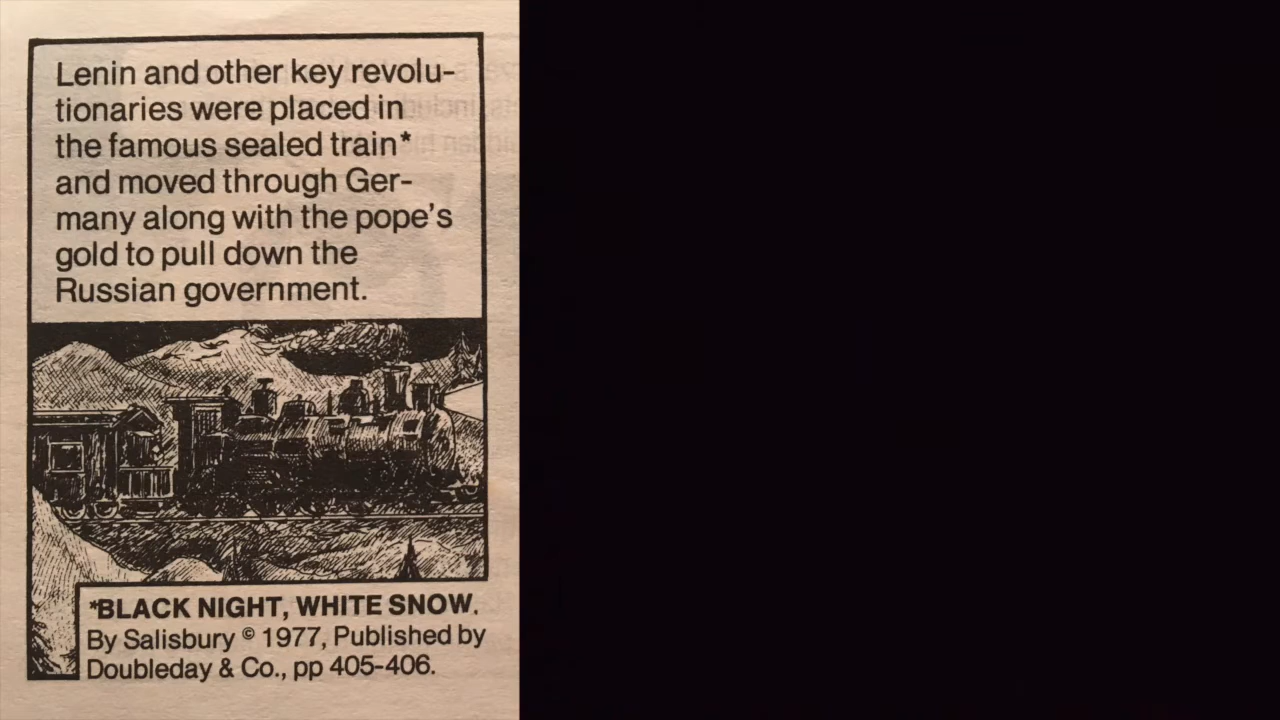 Lenin and other key revolu-
tionaries were placed in
the famous sealed train*
and moved through Ger-
many along with the pope's
gold to pull down the
Russian government.
*BLACK NIGHT, WHITE SNOW.
By Salisbury © 1977, Published by
Doubleday & Co., pp 405-406.